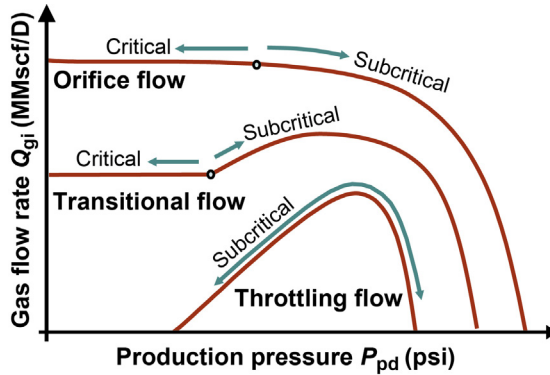 Gas flow rate Qgi (MMscf/D)
Critical
Subcritical
Orifice flow
Critical
Subcritical
Transitional flow
Subcritical
Throttling flow
Production pressure Ppd (psi)